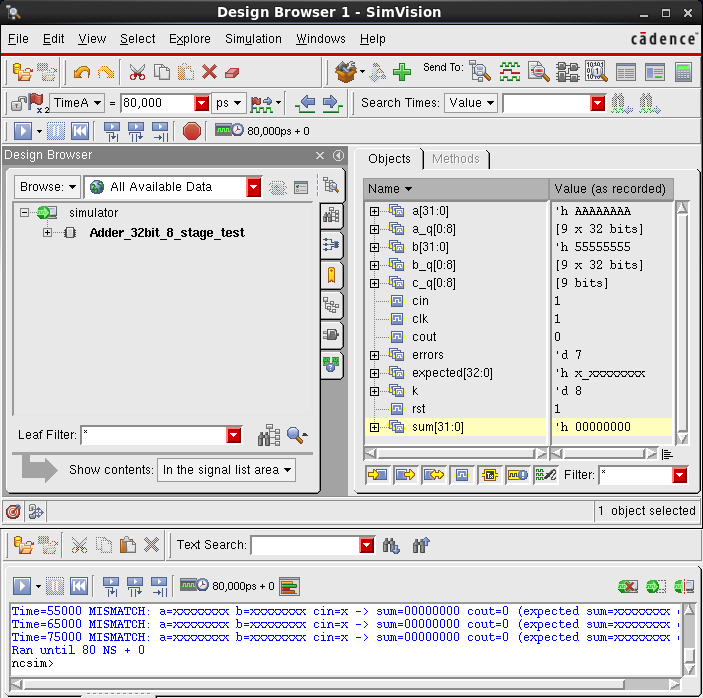 Design Browser 1 - SimVision
File Edit View Select Explore Simulation Windows Help cādence
Send To:
TimeA = 80,000 ps Search Times: Value
80,000ps + 0
Design Browser
Objects Methods
Browse: All Available Data
Name Value (as recorded)
simulator
Adder_32bit_8_stage_test
a[31:0] 'h AAAAAAAA
a_q[0:8] [9 x 32 bits]
b[31:0] 'h 55555555
b_q[0:8] [9 x 32 bits]
c_q[0:8] [9 bits]
cin 1
clk 1
cout 0
errors 'd 7
expected[32:0] 'h x_xxxxxxxx
k 'd 8
rst 1
sum[31:0] 'h 00000000
Leaf Filter: *
Show contents: In the signal list area
Filter: *
1 object selected
Text Search:
80,000ps + 0
Time=55000 MISMATCH: a=xxxxxxxx b=xxxxxxxx cin=x -> sum=00000000 cout=0 (expected sum=xxxxxxxx
Time=65000 MISMATCH: a=xxxxxxxx b=xxxxxxxx cin=x -> sum=00000000 cout=0 (expected sum=xxxxxxxx
Time=75000 MISMATCH: a=xxxxxxxx b=xxxxxxxx cin=x -> sum=00000000 cout=0 (expected sum=xxxxxxxx
Ran until 80 NS + 0
ncsim>